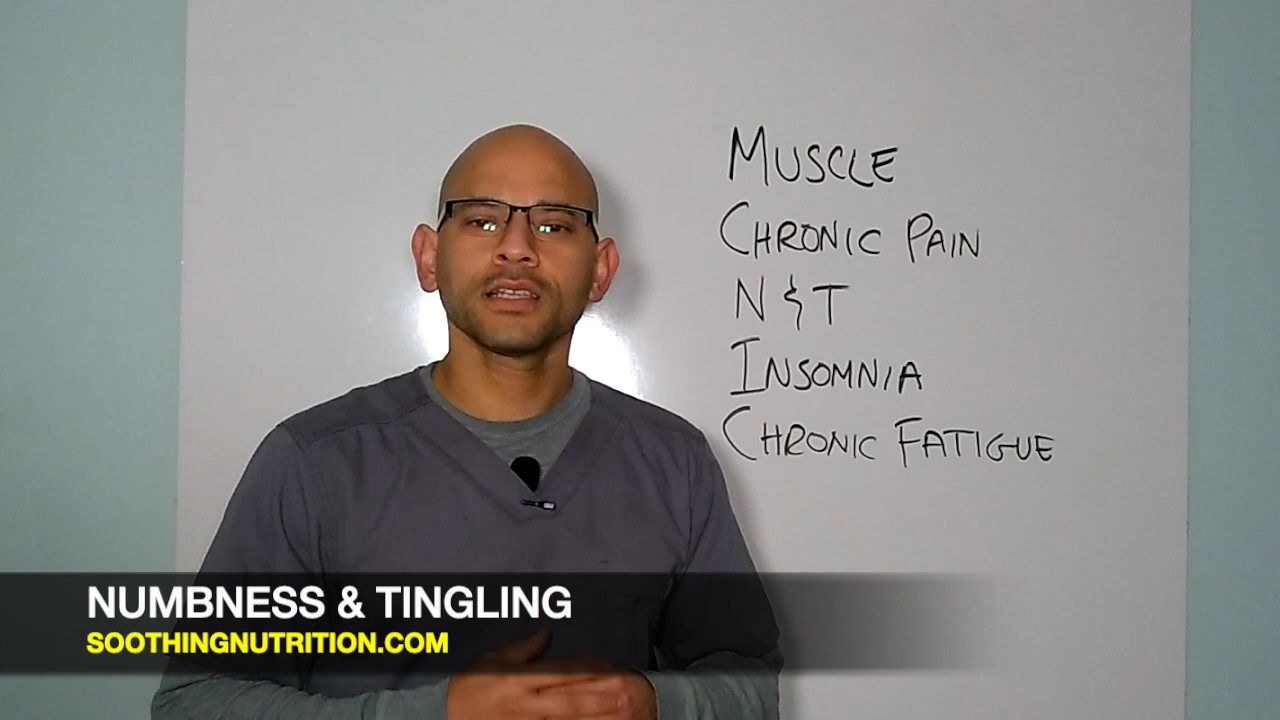 MUSCLE
CHRONIC PAIN
N & T
INSOMNIA
CHRONIC FATIGUE
NUMBNESS & TINGLING
SOOTHINGNUTRITION.COM